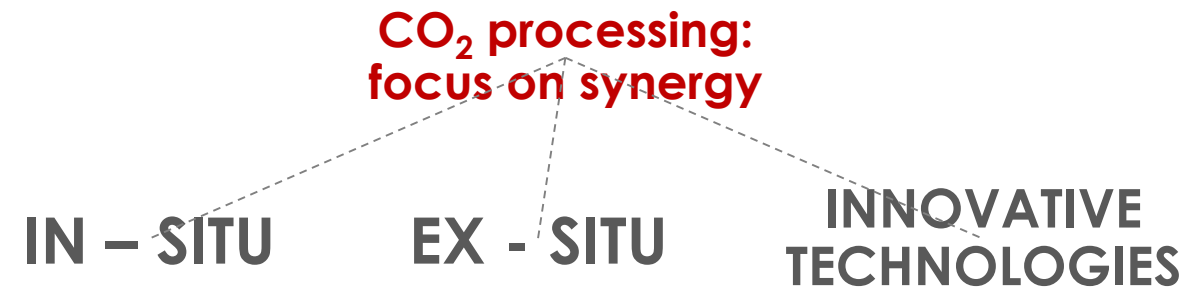 CO₂ processing:
focus on synergy
IN – SITU
EX - SITU
INNOVATIVE
TECHNOLOGIES